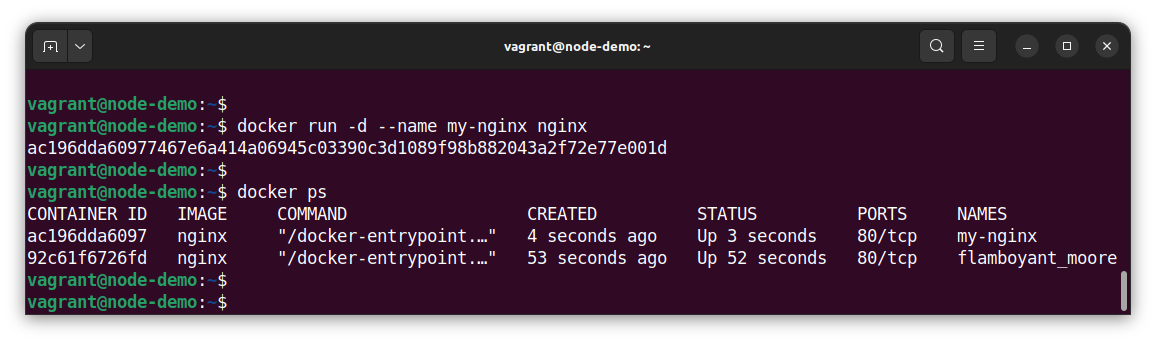 vagrant@node-demo: ~
vagrant@node-demo:~$
vagrant@node-demo:~$ docker run -d --name my-nginx nginx
ac196dda60977467e6a414a06945c03390c3d1089f98b882043a2f72e77e001d
vagrant@node-demo:~$
vagrant@node-demo:~$ docker ps
CONTAINER ID   IMAGE     COMMAND                  CREATED          STATUS          PORTS     NAMES
ac196dda6097   nginx     "/docker-entrypoint.…"   4 seconds ago    Up 3 seconds    80/tcp    my-nginx
92c61f6726fd   nginx     "/docker-entrypoint.…"   53 seconds ago   Up 52 seconds   80/tcp    flamboyant_moore
vagrant@node-demo:~$
vagrant@node-demo:~$